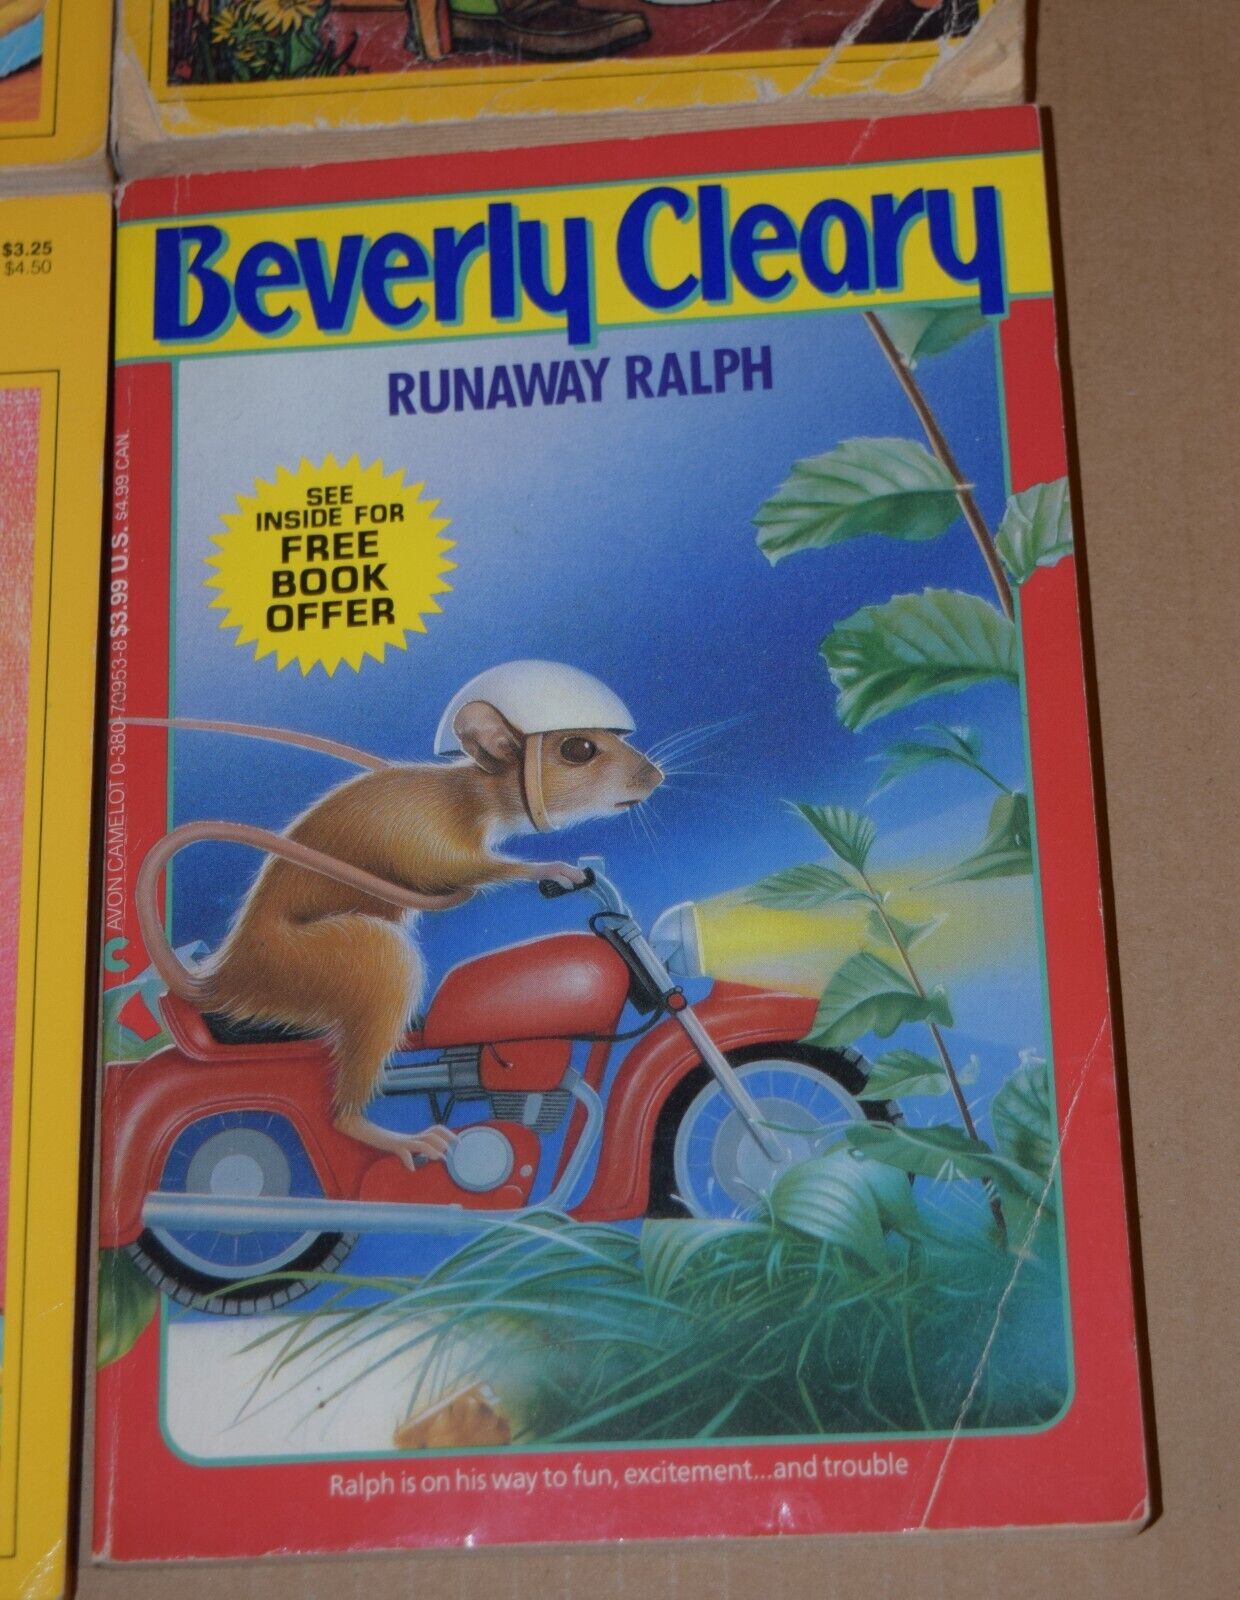 $3.25
$4.50
Beverly Cleary
RUNAWAY RALPH
SEE
INSIDE FOR
FREE
BOOK
OFFER
AVON CAMELOT 0-380-70953-8 $3.99 U.S. $4.99 CAN.
Ralph is on his way to fun, excitement...and trouble